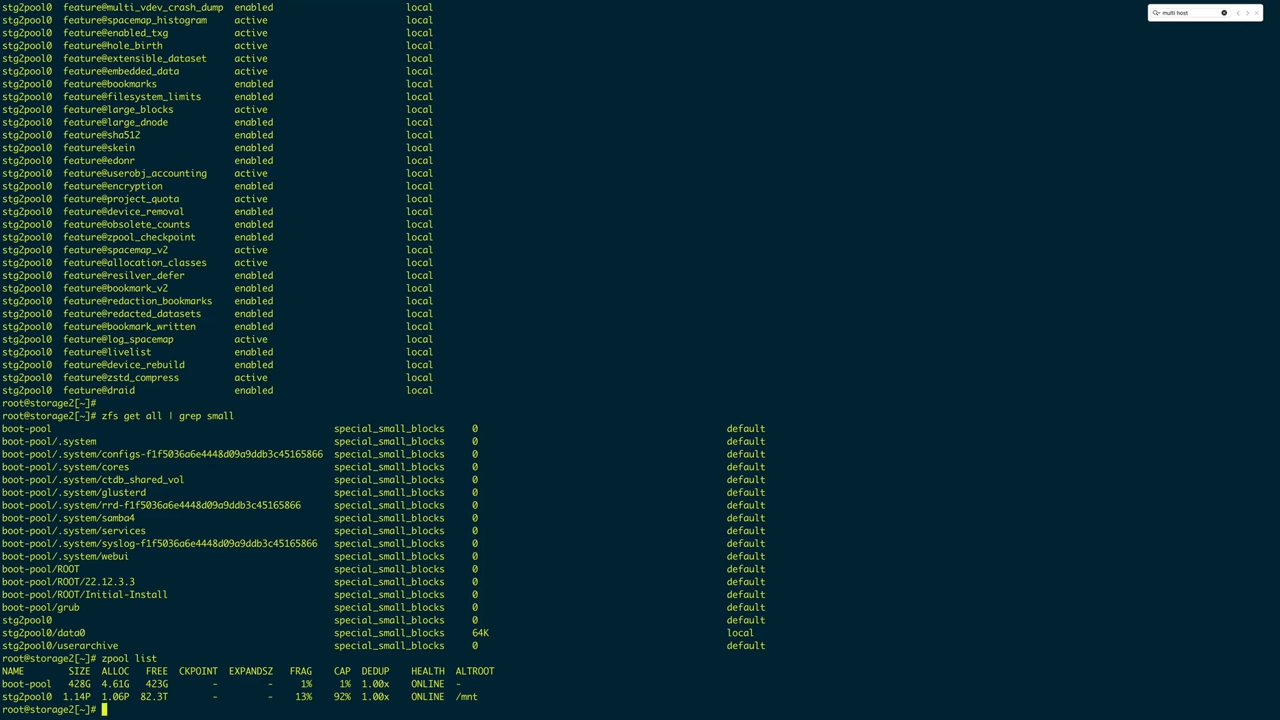 stg2pool0  feature@multi_vdev_crash_dump  enabled                      local
multi host
stg2pool0  feature@spacemap_histogram     active                       local
stg2pool0  feature@enabled_txg            active                       local
stg2pool0  feature@hole_birth             active                       local
stg2pool0  feature@extensible_dataset     active                       local
stg2pool0  feature@embedded_data          active                       local
stg2pool0  feature@bookmarks              enabled                      local
stg2pool0  feature@filesystem_limits      enabled                      local
stg2pool0  feature@large_blocks           active                       local
stg2pool0  feature@large_dnode            enabled                      local
stg2pool0  feature@sha512                 enabled                      local
stg2pool0  feature@skein                  enabled                      local
stg2pool0  feature@edonr                  enabled                      local
stg2pool0  feature@userobj_accounting     active                       local
stg2pool0  feature@encryption             enabled                      local
stg2pool0  feature@project_quota          active                       local
stg2pool0  feature@device_removal         enabled                      local
stg2pool0  feature@obsolete_counts        enabled                      local
stg2pool0  feature@zpool_checkpoint       enabled                      local
stg2pool0  feature@spacemap_v2            active                       local
stg2pool0  feature@allocation_classes     active                       local
stg2pool0  feature@resilver_defer         enabled                      local
stg2pool0  feature@bookmark_v2            enabled                      local
stg2pool0  feature@redaction_bookmarks    enabled                      local
stg2pool0  feature@redacted_datasets      enabled                      local
stg2pool0  feature@bookmark_written       enabled                      local
stg2pool0  feature@log_spacemap           active                       local
stg2pool0  feature@livelist               enabled                      local
stg2pool0  feature@device_rebuild         enabled                      local
stg2pool0  feature@zstd_compress          active                       local
stg2pool0  feature@draid                  enabled                      local
root@storage2[~]#
root@storage2[~]# zfs get all | grep small
boot-pool  special_small_blocks  0  default
boot-pool/.system  special_small_blocks  0  default
boot-pool/.system/configs-f1f5036a6e4448d09a9ddb3c45165866  special_small_blocks  0  default
boot-pool/.system/cores  special_small_blocks  0  default
boot-pool/.system/ctdb_shared_vol  special_small_blocks  0  default
boot-pool/.system/glusterd  special_small_blocks  0  default
boot-pool/.system/rrd-f1f5036a6e4448d09a9ddb3c45165866  special_small_blocks  0  default
boot-pool/.system/samba4  special_small_blocks  0  default
boot-pool/.system/services  special_small_blocks  0  default
boot-pool/.system/syslog-f1f5036a6e4448d09a9ddb3c45165866  special_small_blocks  0  default
boot-pool/.system/webui  special_small_blocks  0  default
boot-pool/ROOT  special_small_blocks  0  default
boot-pool/ROOT/22.12.3.3  special_small_blocks  0  default
boot-pool/ROOT/Initial-Install  special_small_blocks  0  default
boot-pool/grub  special_small_blocks  0  default
stg2pool0  special_small_blocks  0  default
stg2pool0/data0  special_small_blocks  64K  local
stg2pool0/userarchive  special_small_blocks  0  default
root@storage2[~]# zpool list
NAME  SIZE  ALLOC  FREE  CKPOINT  EXPANDSZ  FRAG  CAP  DEDUP  HEALTH  ALTROOT
boot-pool  428G  4.61G  423G  -  -  1%  1%  1.00x  ONLINE  -
stg2pool0  1.14P  1.06P  82.3T  -  -  13%  92%  1.00x  ONLINE  /mnt
root@storage2[~]#